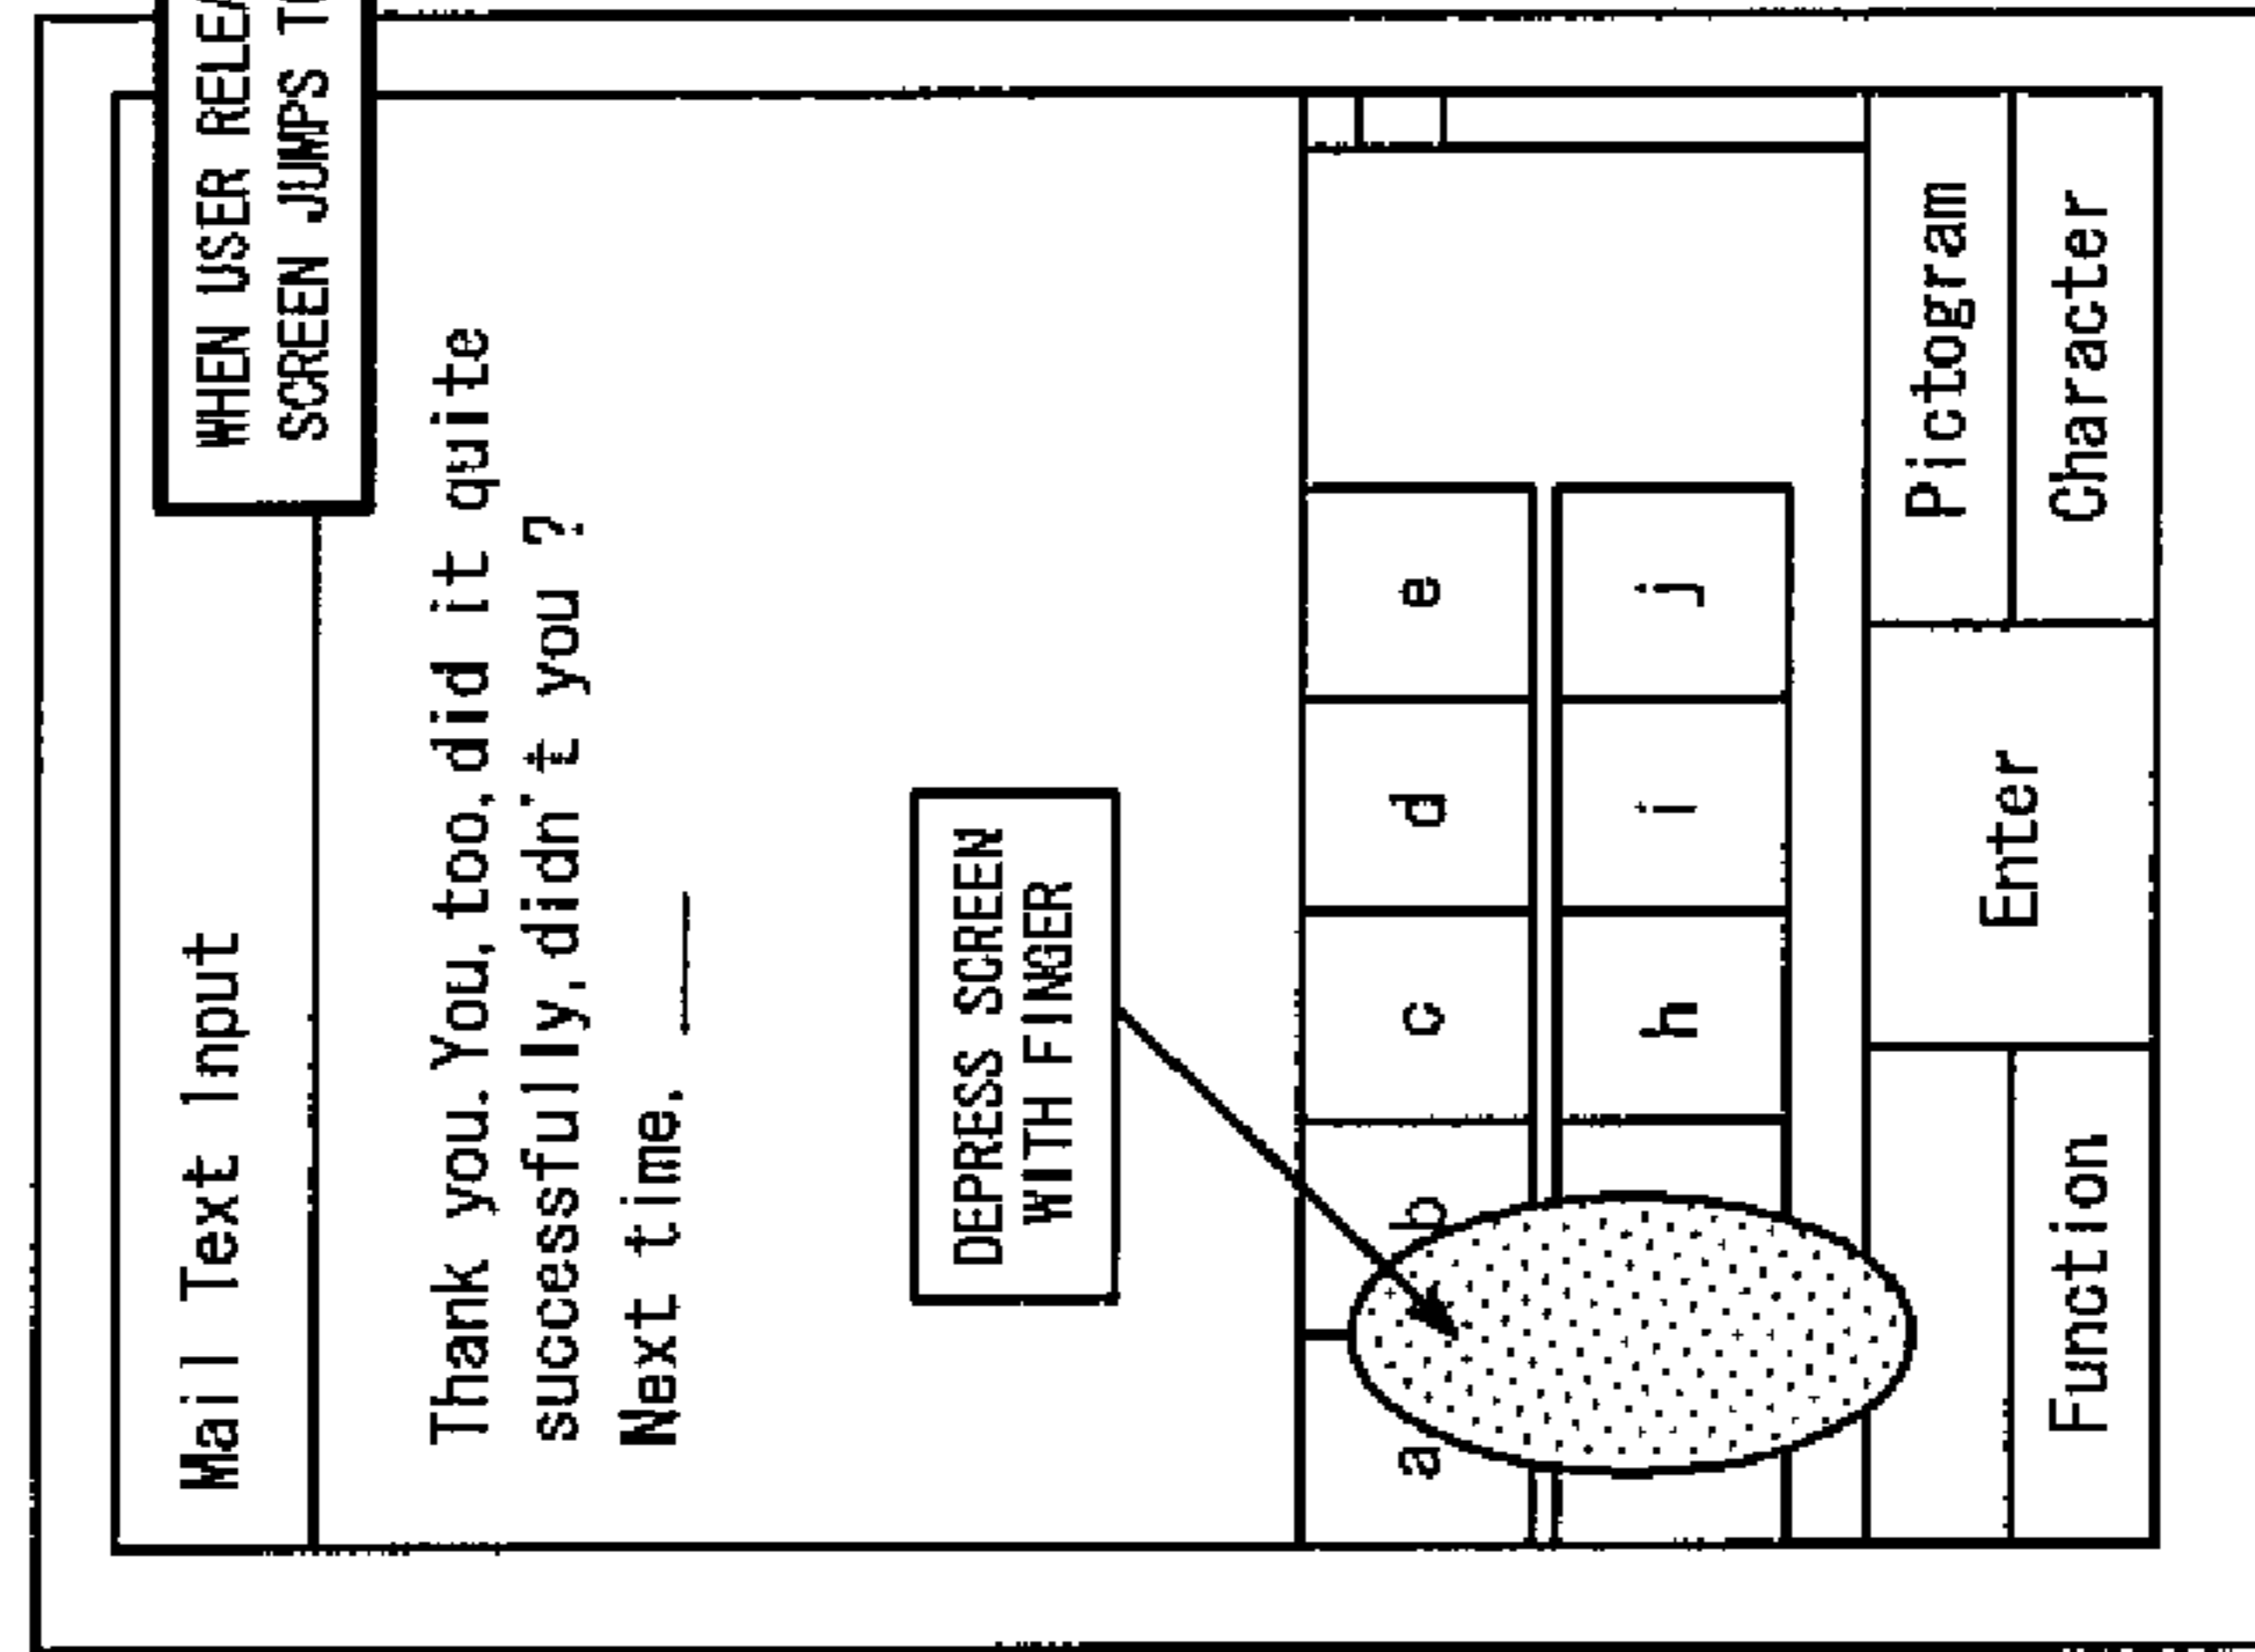 WHEN USER
SCREEN JUMPS
Mail Text Input
Thank you. You, too, did it quite
successfully, didn't you ?
Next time,
DEPRESS SCREEN
WITH FINGER
a b c d e
h i j
Pictogram
Enter
Function
Character